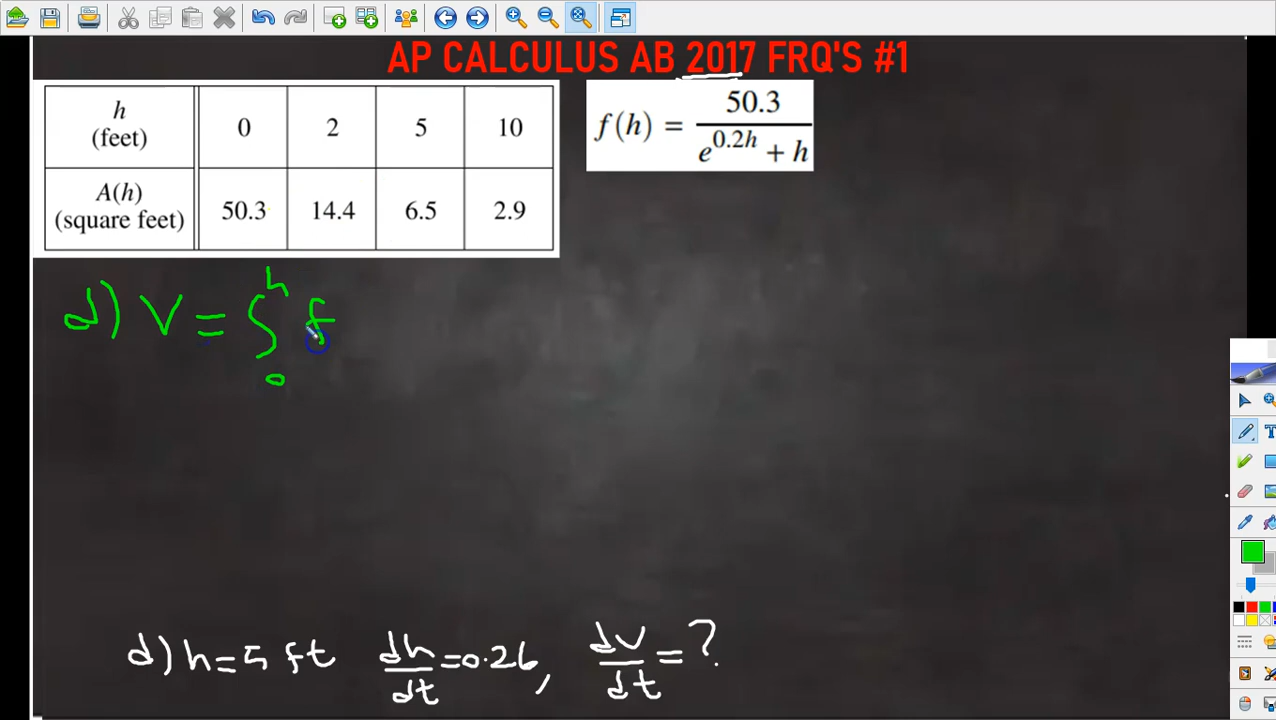 AP CALCULUS AB 2017 FRQ'S #1
h (feet) 0 2 5 10
A(h) (square feet) 50.3 14.4 6.5 2.9
f(h) = 50.3 / (e^{0.2h} + h)
d) V = ∫_0^h f
d) h = 5 ft dh/dt = 0.26, dV/dt = ?